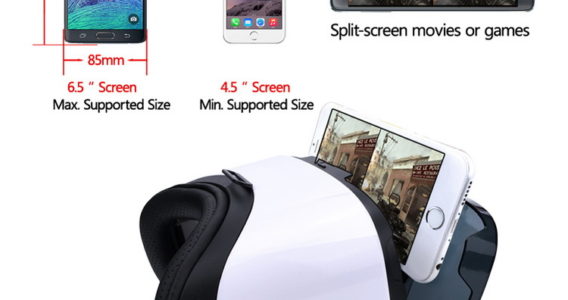 Split-screen movies or games
85mm
6.5 " Screen
Max. Supported Size
4.5 " Screen
Min. Supported Size